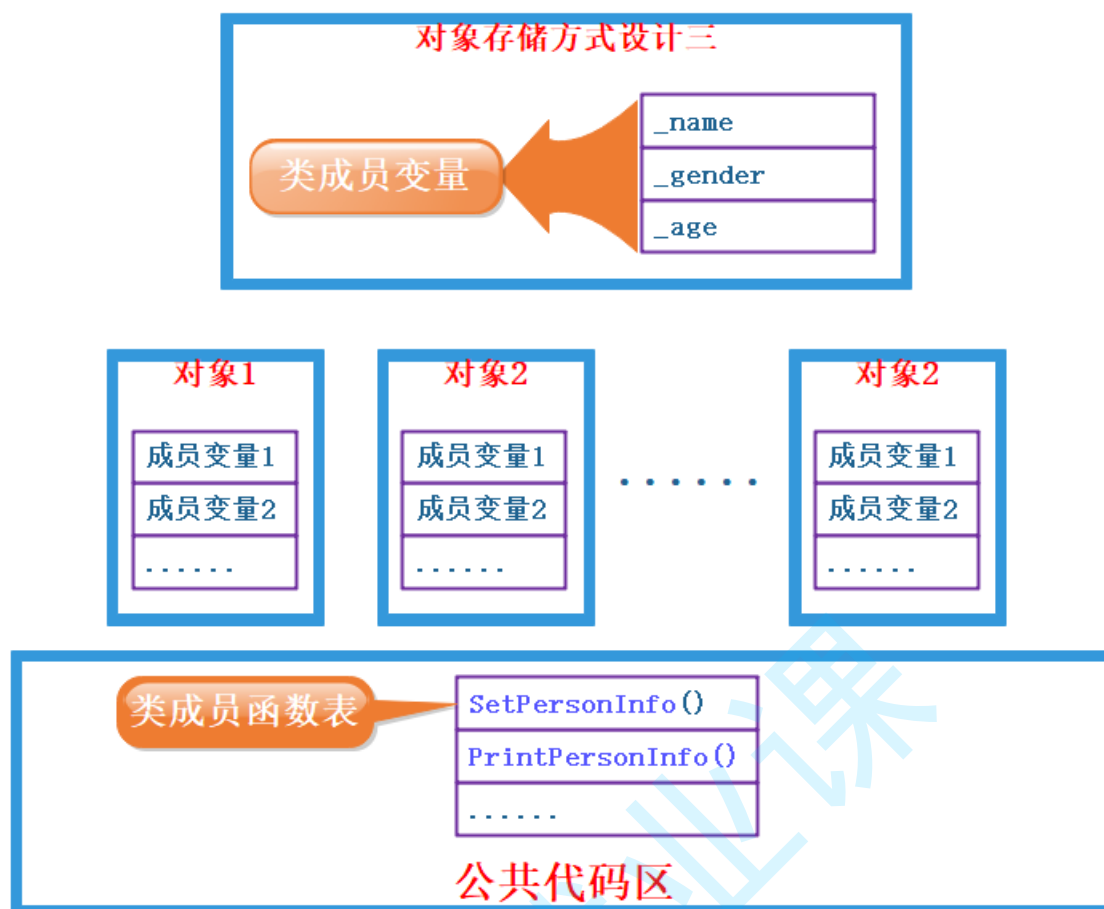 对象存储方式设计三
类成员变量
_name
_gender
_age
对象1
对象2
对象2
成员变量1
成员变量1
成员变量1
成员变量2
成员变量2
......
成员变量2
......
......
......
类成员函数表
SetPersonInfo()
PrintPersonInfo()
......
公共代码区
业课